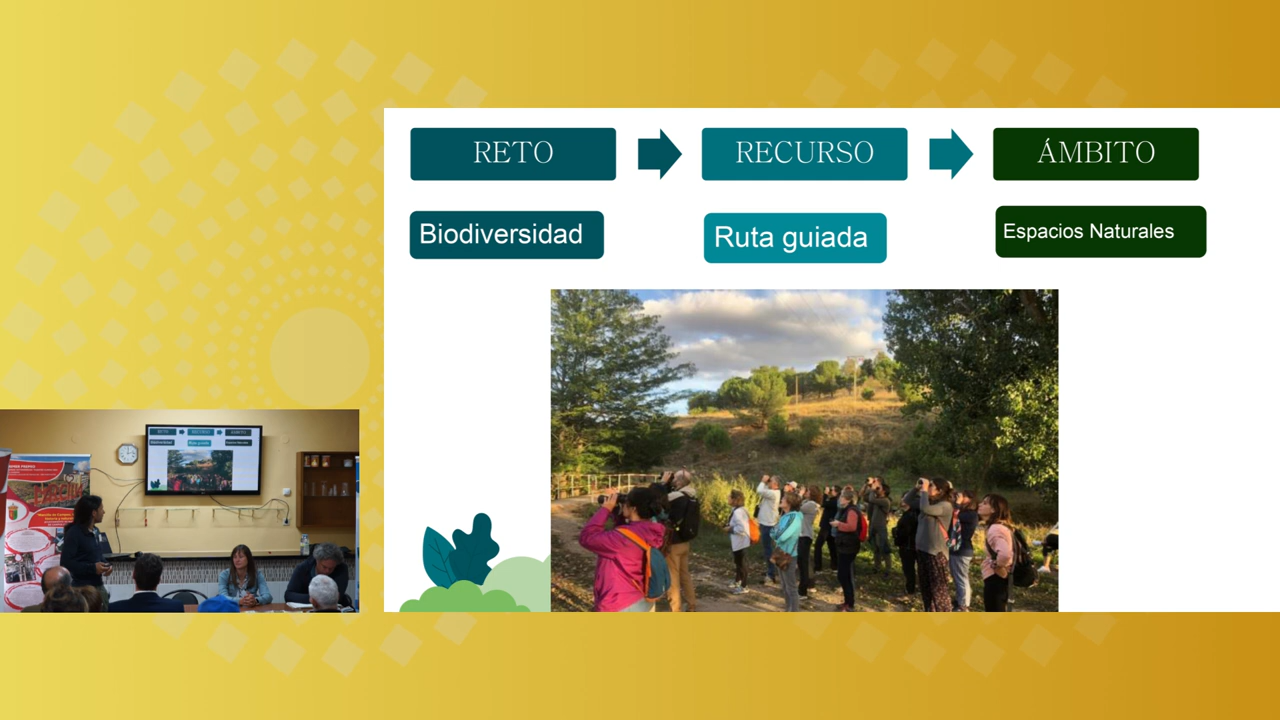 RETO
RECURSO
ÁMBITO
Biodiversidad
Ruta guiada
Espacios Naturales